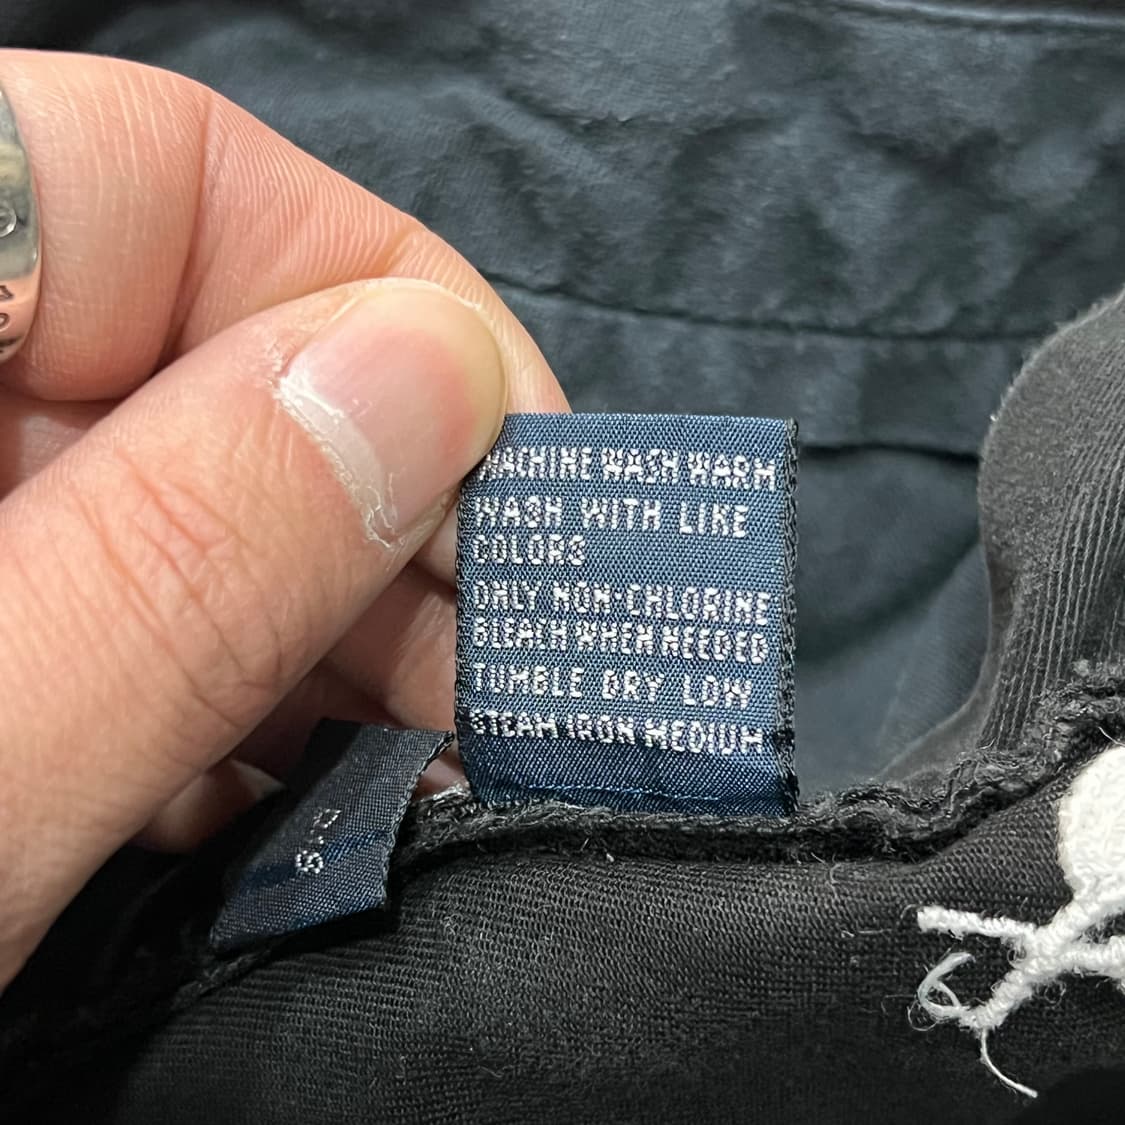 MACHINE WASH WARM
WASH WITH LIKE
COLORS
ONLY NON-CHLORINE
BLEACH WHEN NEEDED
TUMBLE DRY LOW
STEAM IRON MEDIUM